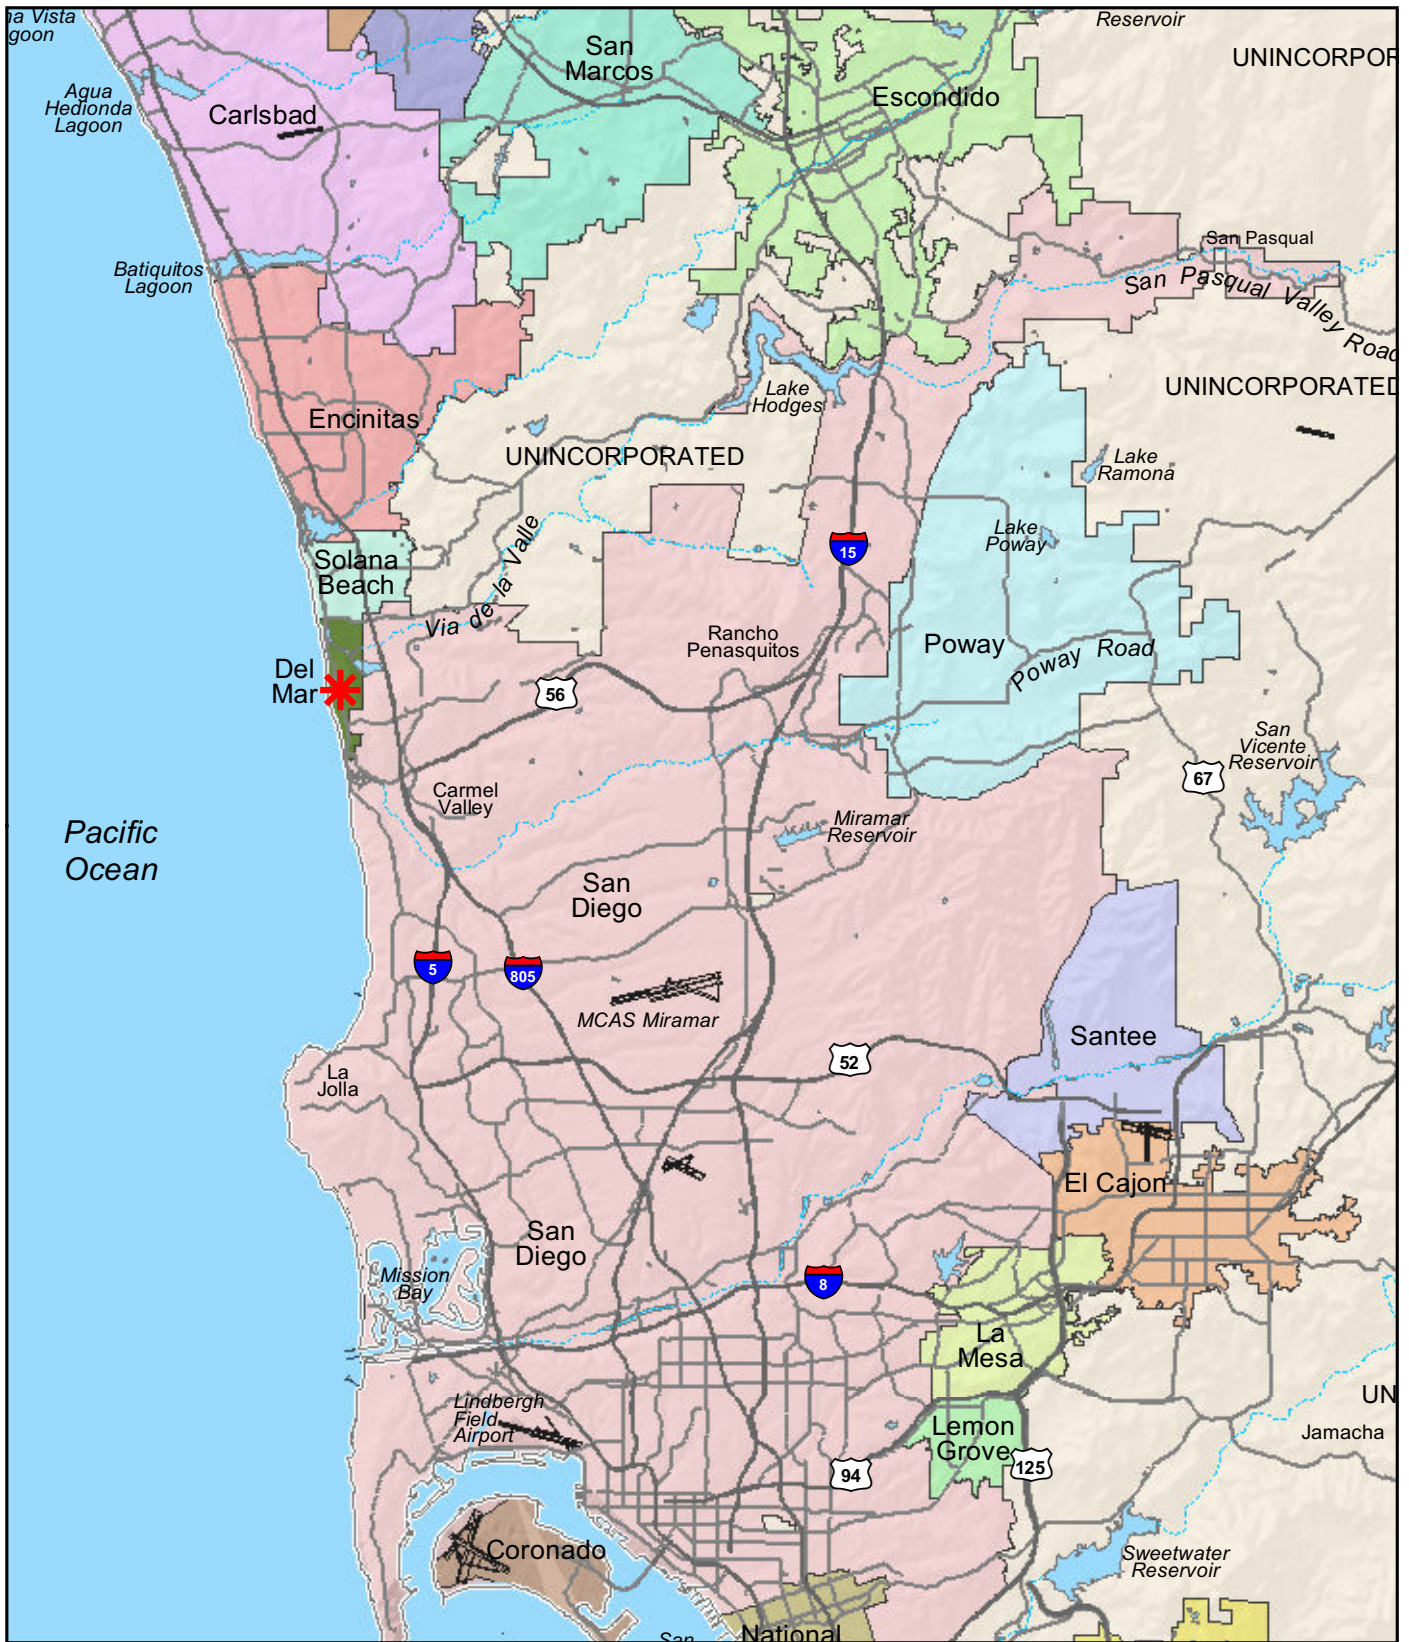 na Vista
goon
Reservoir
San
Marcos
UNINCORPOR
Agua
Hedionda
Lagoon
Carlsbad
Escondido
San Pasqual
Batiquitos
Lagoon
San Pasqual Valley Road
Lake
Hodges
UNINCORPORATED
Encinitas
UNINCORPORATED
Lake
Ramona
Lake
Poway
15
Solana
Beach
Via de la Valle
Rancho
Penasquitos
Poway
Poway Road
Del
Mar
56
San
Vicente
Reservoir
67
Carmel
Valley
Pacific
Ocean
Miramar
Reservoir
San
Diego
5
805
MCAS Miramar
Santee
52
La
Jolla
El Cajon
San
Diego
Mission
Bay
8
La
Mesa
UN
Lindbergh
Field
Airport
Lemon
Grove
Jamacha
94
125
Coronado
Sweetwater
Reservoir
San
National